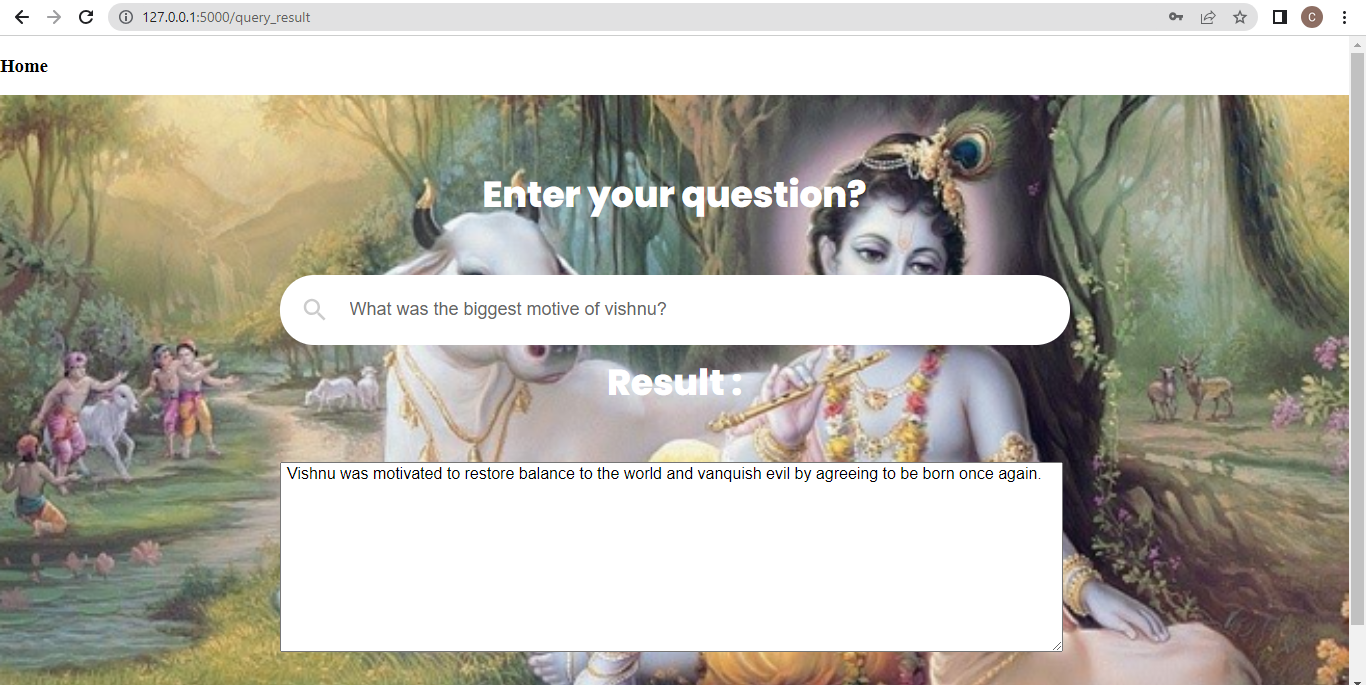 127.0.0.1:5000/query_result
C
Home
Enter your question?
What was the biggest motive of vishnu?
Result :
Vishnu was motivated to restore balance to the world and vanquish evil by agreeing to be born once again.